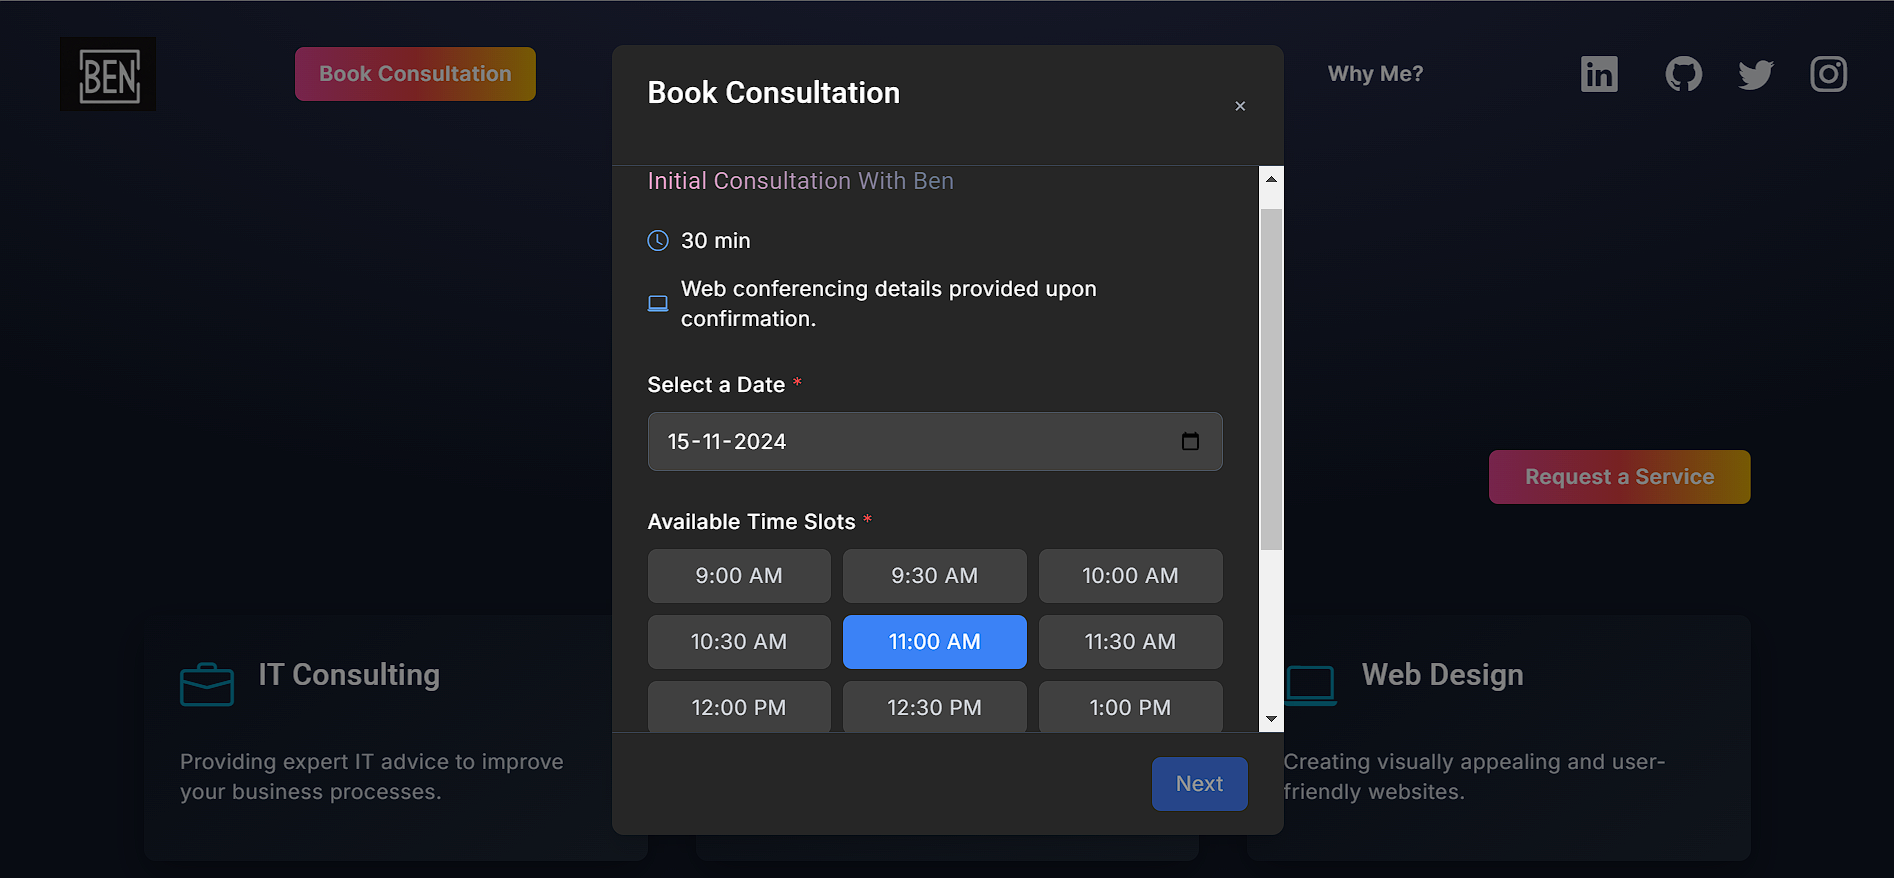 BEN
Book Consultation
Why Me?
Book Consultation
×
Initial Consultation With Ben
30 min
Web conferencing details provided upon
confirmation.
Select a Date *
15-11-2024
Available Time Slots *
9:00 AM
9:30 AM
10:00 AM
10:30 AM
11:00 AM
11:30 AM
12:00 PM
12:30 PM
1:00 PM
Next
Request a Service
IT Consulting
Providing expert IT advice to improve
your business processes.
Web Design
Creating visually appealing and user-
friendly websites.